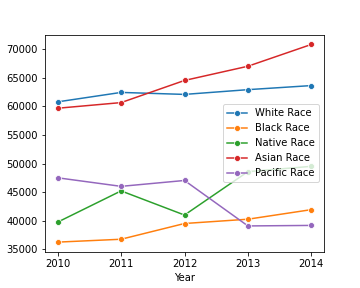 70000
65000
60000
55000
50000
45000
40000
35000
White Race
Black Race
Native Race
Asian Race
Pacific Race
2010 2011 2012 2013 2014
Year